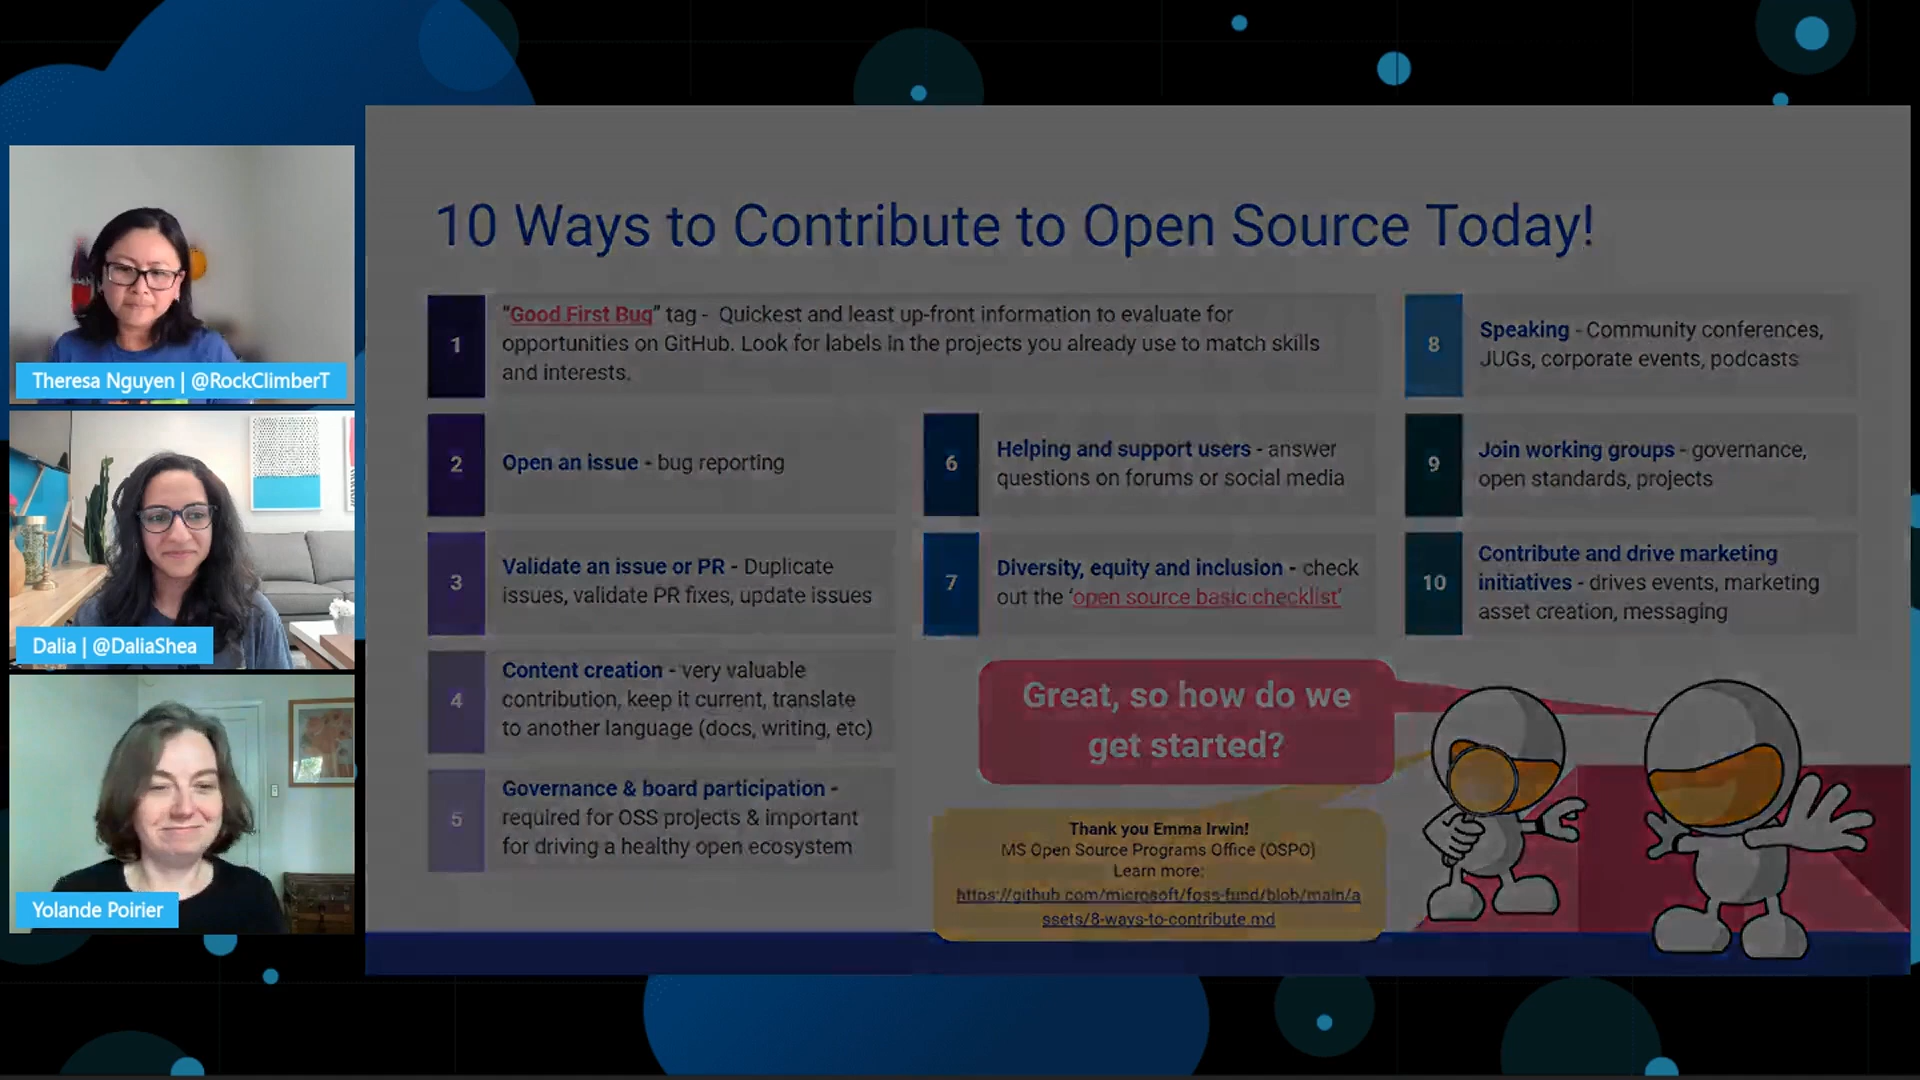 Theresa Nguyen | @RockClimberT
Dalia | @DaliaShea
Yolande Poirier
10 Ways to Contribute to Open Source Today!
1
"Good First Bug" tag - Quickest and least up-front information to evaluate for
opportunities on GitHub. Look for labels in the projects you already use to match skills
and interests.
2
Open an issue - bug reporting
3
Validate an issue or PR - Duplicate
issues, validate PR fixes, update issues
4
Content creation - very valuable
contribution, keep it current, translate
to another language (docs, writing, etc)
5
Governance & board participation -
required for OSS projects & important
for driving a healthy open ecosystem
6
Helping and support users - answer
questions on forums or social media
7
Diversity, equity and inclusion - check
out the 'open source basic checklist'
8
Speaking - Community conferences,
JUGs, corporate events, podcasts
9
Join working groups - governance,
open standards, projects
10
Contribute and drive marketing
initiatives - drives events, marketing
asset creation, messaging
Great, so how do we
get started?
Thank you Emma Irwin!
MS Open Source Programs Office (OSPO)
Learn more:
https://github.com/microsoft/foss-fund/blob/main/a
ssets/8-ways-to-contribute.md